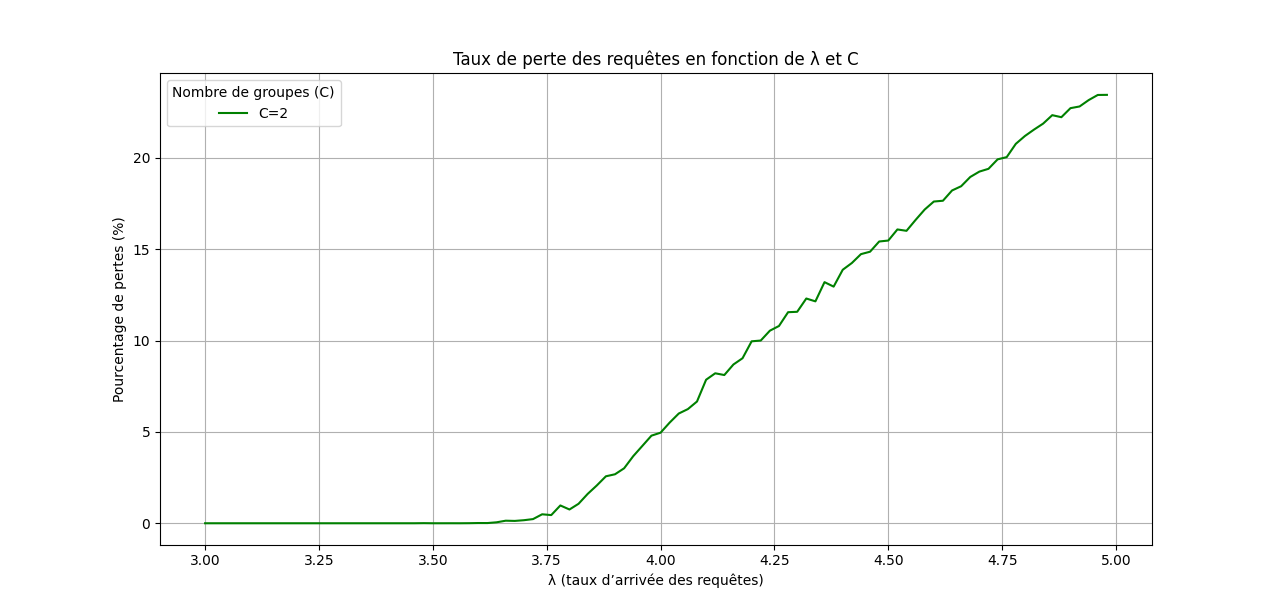 Taux de perte des requêtes en fonction de λ et C
Nombre de groupes (C)
C=2
Pourcentage de pertes (%)
20
15
10
5
0
3.00 3.25 3.50 3.75 4.00 4.25 4.50 4.75 5.00
λ (taux d’arrivée des requêtes)